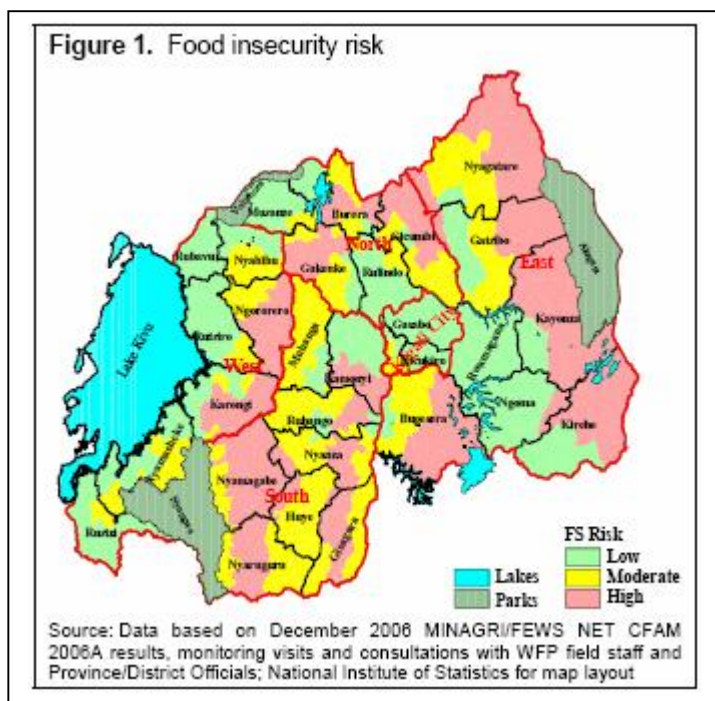 Figure 1. Food insecurity risk
Nyagatare
Musanze
Burera
Gicumbi
Gatsibo
Akagera
North
East
Rubavu
Nyabihu
Gakenke
Rulindo
Ngororero
Gasabo
Kayonza
Rutsiro
Muhanga
Kicukiro
Rwamagana
Lake Kivu
West
Kamonyi
Karongi
Bugesera
Ngoma
Kirehe
Ruhango
Nyamasheke
Nyanza
Nyungwe
Nyamagabe
South
Huye
Gisagara
Rusizi
Nyaruguru
FS Risk
Low
Lakes
Moderate
Parks
High
Source: Data based on December 2006 MINAGRI/FEWS NET CFAM
2006A results, monitoring visits and consultations with WFP field staff and
Province/District Officials; National Institute of Statistics for map layout